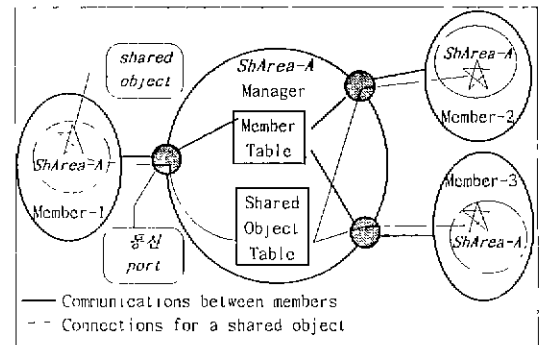 shared
object
ShArea-A
Manager
Member
Table
Shared
Object
Table
ShArea-A
Member-1
통신
port
ShArea-A
Member-2
Member-3
ShArea-A
Communications between members
Connections for a shared object